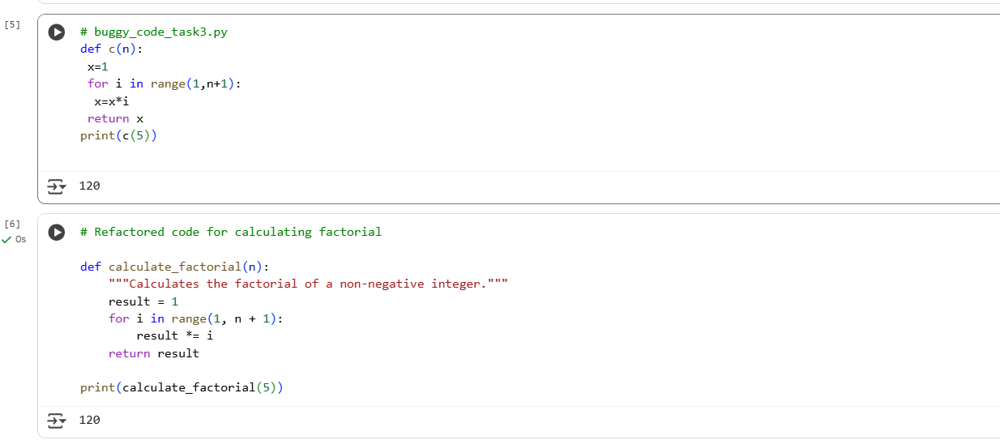 [5]
# buggy_code_task3.py
def c(n):
 x=1
 for i in range(1,n+1):
  x=x*i
 return x
print(c(5))
120
[6]
0s
# Refactored code for calculating factorial
def calculate_factorial(n):
    """Calculates the factorial of a non-negative integer."""
    result = 1
    for i in range(1, n + 1):
        result *= i
    return result
print(calculate_factorial(5))
120